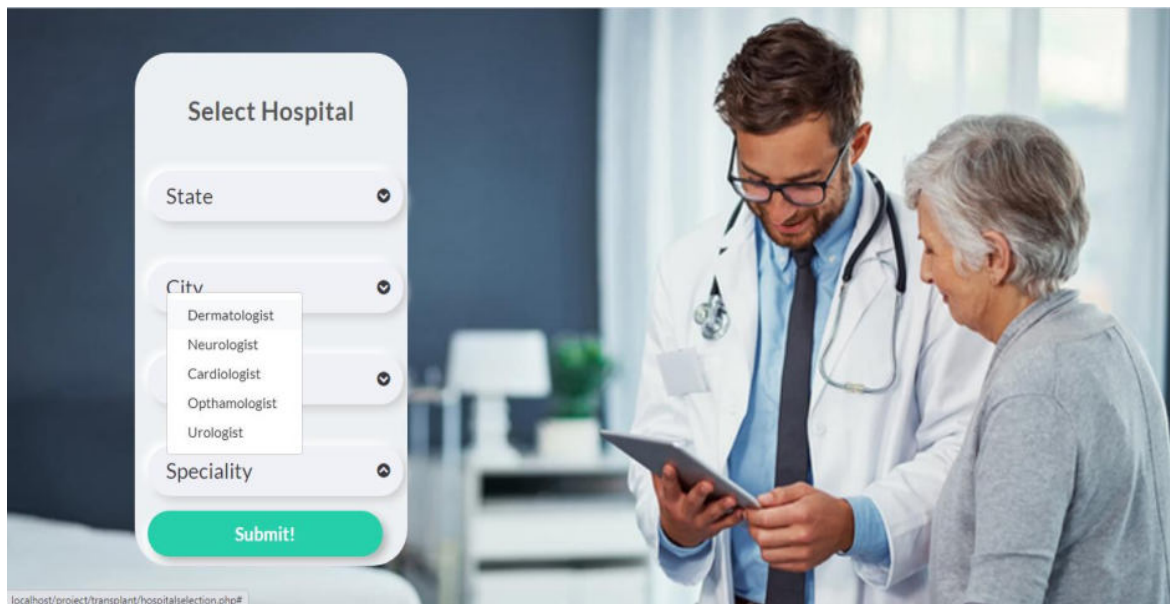 Select Hospital
State
City
Dermatologist
Neurologist
Cardiologist
Opthamologist
Urologist
Speciality
Submit!
localhost/project/transplant/hospitalselection.php#